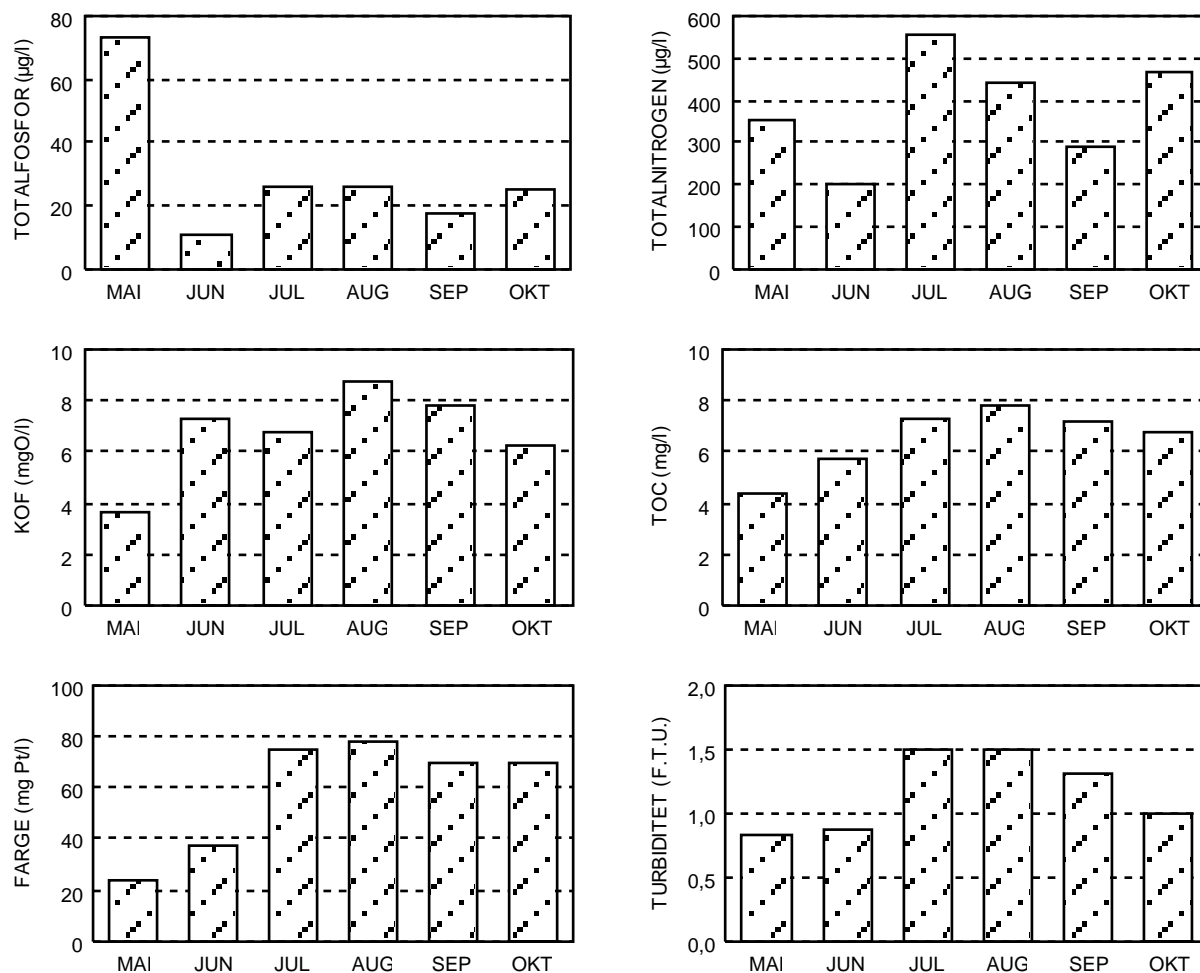 TOTALFOSFOR (µg/l)
80
60
40
20
0
MAI JUN JUL AUG SEP OKT
TOTALNITROGEN (µg/l)
600
500
400
300
200
100
0
MAI JUN JUL AUG SEP OKT
KOF (mgO/l)
10
8
6
4
2
0
MAI JUN JUL AUG SEP OKT
TOC (mg/l)
10
8
6
4
2
0
MAI JUN JUL AUG SEP OKT
FARGE (mg Pt/l)
100
80
60
40
20
0
MAI JUN JUL AUG SEP OKT
TURBIDITET (F.T.U.)
2,0
1,5
1,0
0,5
0,0
MAI JUN JUL AUG SEP OKT